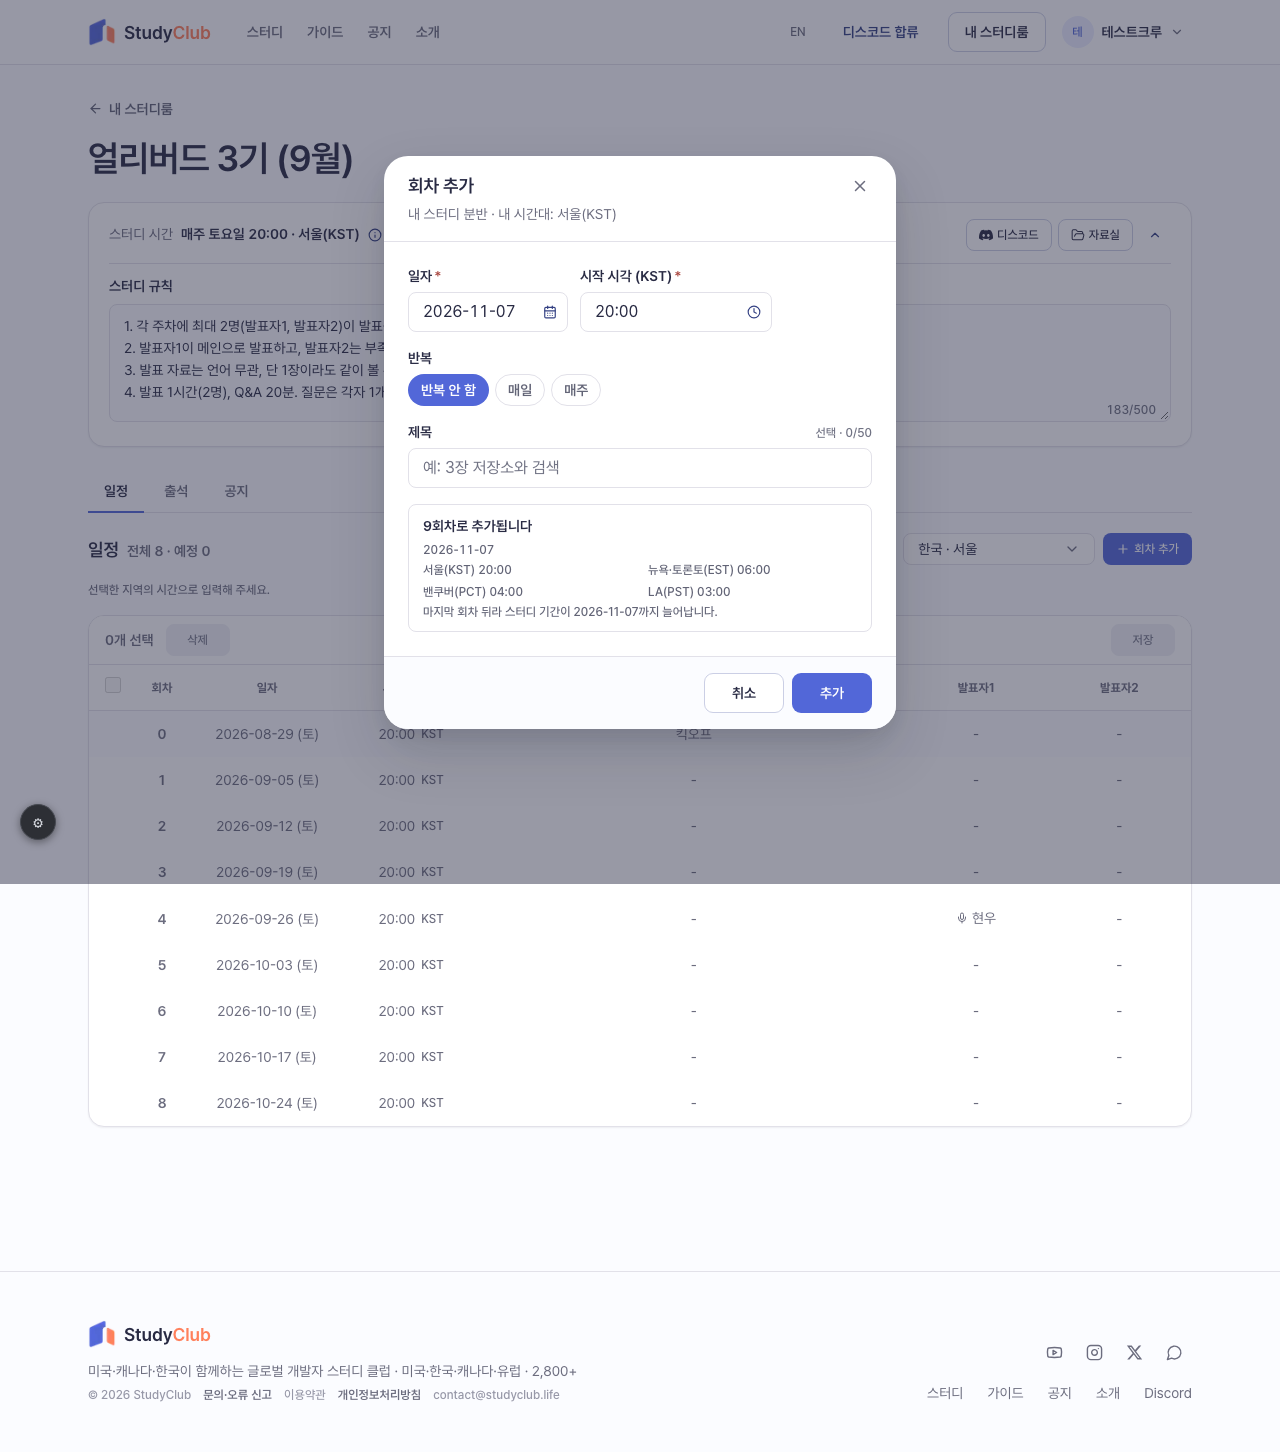 StudyClub 스터디 가이드 공지 소개 EN 디스코드 합류 내 스터디룸 테 테스트크루
내 스터디룸
얼리버드 3기 (9월)
스터디 시간 매주 토요일 20:00 · 서울(KST) 디스코드 자료실
스터디 규칙
1. 각 주차에 최대 2명(발표자1, 발표자2)이 발표
2. 발표자1이 메인으로 발표하고, 발표자2는 부족
3. 발표 자료는 언어 무관, 단 1장이라도 같이 볼
4. 발표 1시간(2명), Q&A 20분. 질문은 각자 1개
183/500
일정 출석 공지
일정 전체 8 · 예정 0 한국 · 서울 회차 추가
선택한 지역의 시간으로 입력해 주세요.
0개 선택 삭제 저장
회차 일자 발표자1 발표자2
회차 추가
내 스터디 분반 · 내 시간대: 서울(KST)
일자* 시작 시각 (KST)*
2026-11-07 20:00
반복
반복 안 함 매일 매주
제목 선택 · 0/50
예: 3장 저장소와 검색
9회차로 추가됩니다
2026-11-07
서울(KST) 20:00 뉴욕·토론토(EST) 06:00
밴쿠버(PCT) 04:00 LA(PST) 03:00
마지막 회차 뒤라 스터디 기간이 2026-11-07까지 늘어납니다.
취소 추가
0 2026-08-29 (토) 20:00 KST 킥오프 - -
1 2026-09-05 (토) 20:00 KST - - -
2 2026-09-12 (토) 20:00 KST - - -
3 2026-09-19 (토) 20:00 KST - - -
4 2026-09-26 (토) 20:00 KST - 현우 -
5 2026-10-03 (토) 20:00 KST - - -
6 2026-10-10 (토) 20:00 KST - - -
7 2026-10-17 (토) 20:00 KST - - -
8 2026-10-24 (토) 20:00 KST - - -
StudyClub
미국·캐나다·한국이 함께하는 글로벌 개발자 스터디 클럽 · 미국·한국·캐나다·유럽 · 2,800+
© 2026 StudyClub 문의·오류 신고 이용약관 개인정보처리방침 contact@studyclub.life
스터디 가이드 공지 소개 Discord